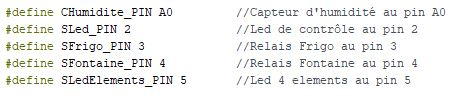 #define CHumidite_PIN A0 //Capteur d'humidité au pin A0
#define SLed_PIN 2 //Led de contrôle au pin 2
#define SFrigo_PIN 3 //Relais Frigo au pin 3
#define SFontaine_PIN 4 //Relais Fontaine au pin 4
#define SLedElements_PIN 5 //Led 4 elements au pin 5